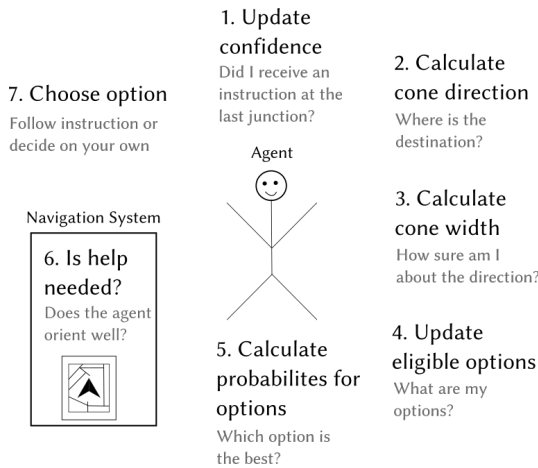 1. Update
confidence
Did I receive an
instruction at the
last junction?
2. Calculate
cone direction
Where is the
destination?
3. Calculate
cone width
How sure am I
about the direction?
4. Update
eligible options
What are my
options?
5. Calculate
probabilites for
options
Which option is
the best?
Navigation System
6. Is help
needed?
Does the agent
orient well?
7. Choose option
Follow instruction or
decide on your own
Agent